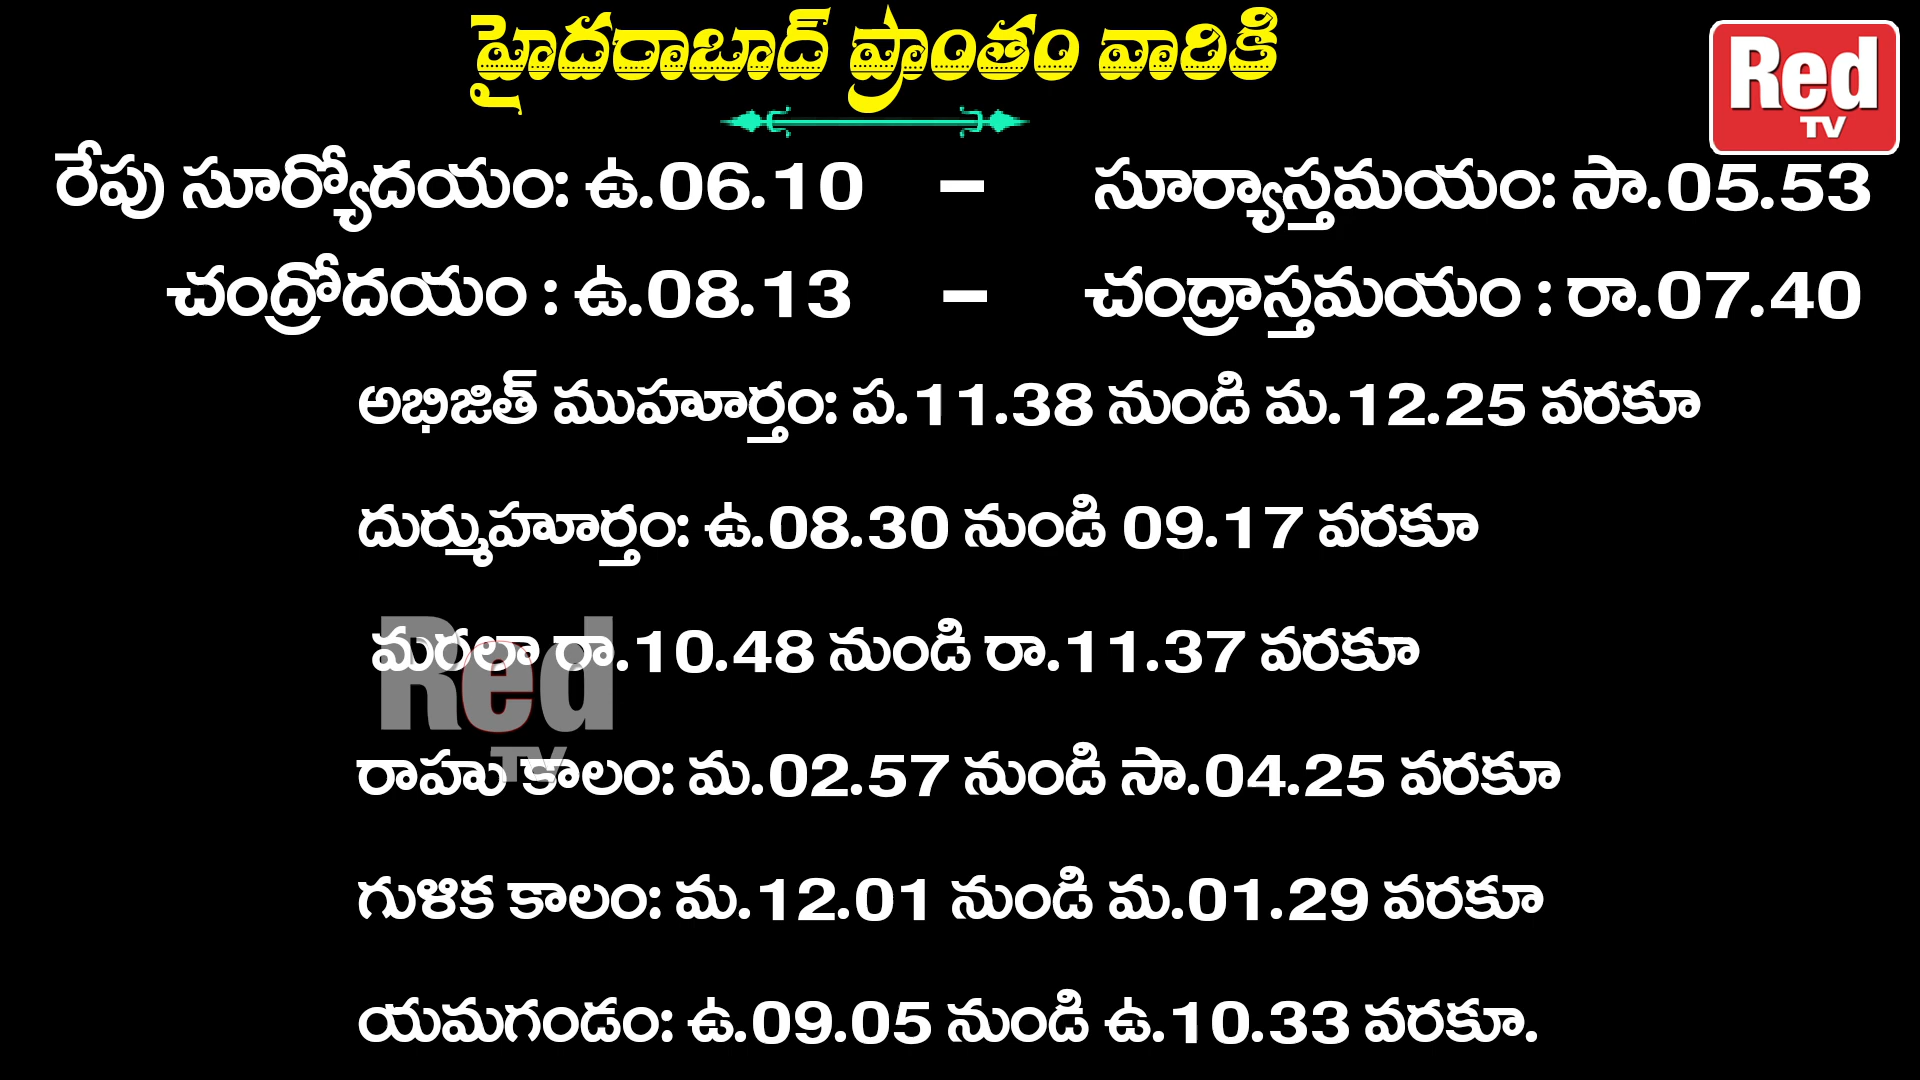 హైదరాబాద్ ప్రాంతం వారికి
Red
TV
రేపు సూర్యోదయం: ఉ.06.10 – సూర్యాస్తమయం: సా.05.53
చంద్రోదయం : ఉ.08.13 – చంద్రాస్తమయం : రా.07.40
అభిజిత్ ముహూర్తం: ప.11.38 నుండి మ.12.25 వరకూ
దుర్ముహూర్తం: ఉ.08.30 నుండి 09.17 వరకూ
మరలా రా.10.48 నుండి రా.11.37 వరకూ
Red
TV
రాహు కాలం: మ.02.57 నుండి సా.04.25 వరకూ
గుళిక కాలం: మ.12.01 నుండి మ.01.29 వరకూ
యమగండం: ఉ.09.05 నుండి ఉ.10.33 వరకూ.